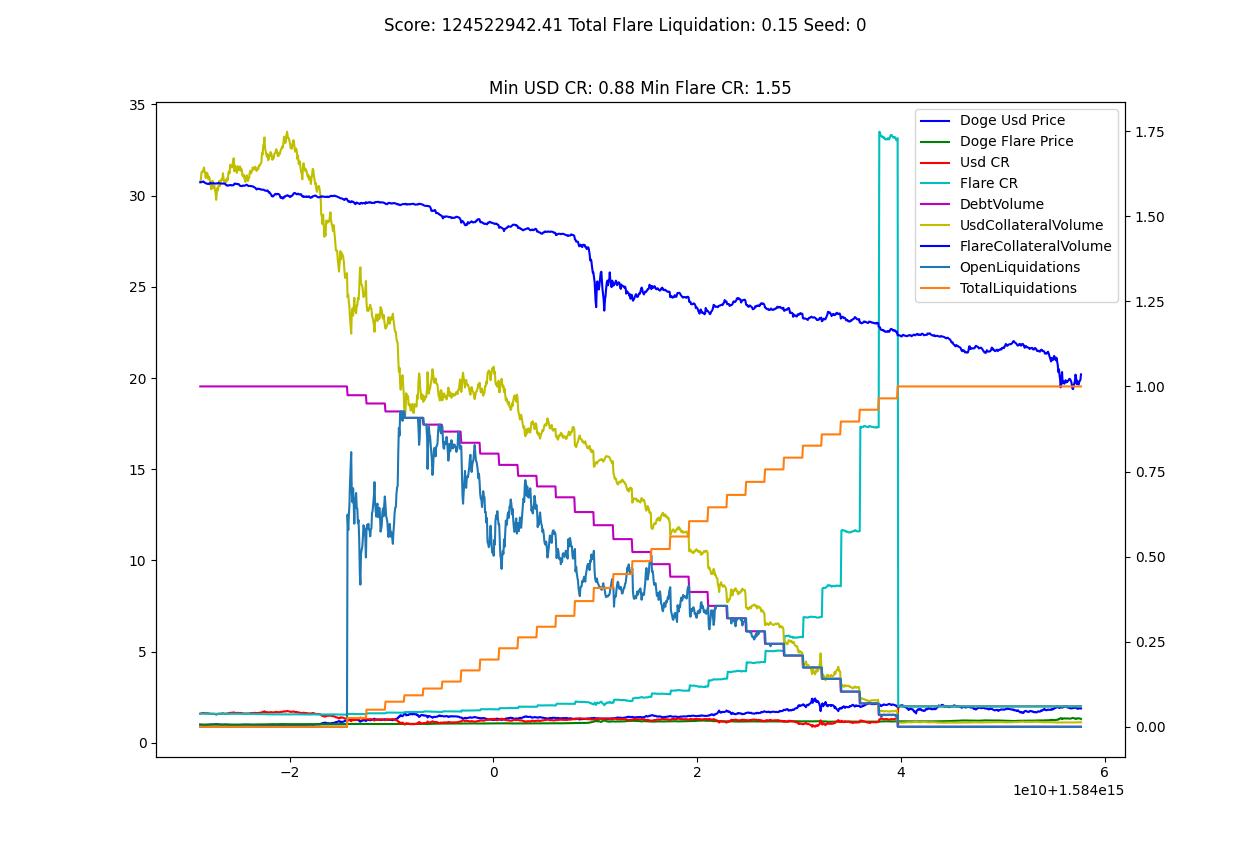 Score: 124522942.41 Total Flare Liquidation: 0.15 Seed: 0
Min USD CR: 0.88 Min Flare CR: 1.55
35
30
25
20
15
10
5
0
1.75
1.50
1.25
1.00
0.75
0.50
0.25
0.00
Doge Usd Price
Doge Flare Price
Usd CR
Flare CR
DebtVolume
UsdCollateralVolume
FlareCollateralVolume
OpenLiquidations
TotalLiquidations
−2
0
2
4
6
1e10+1.584e15